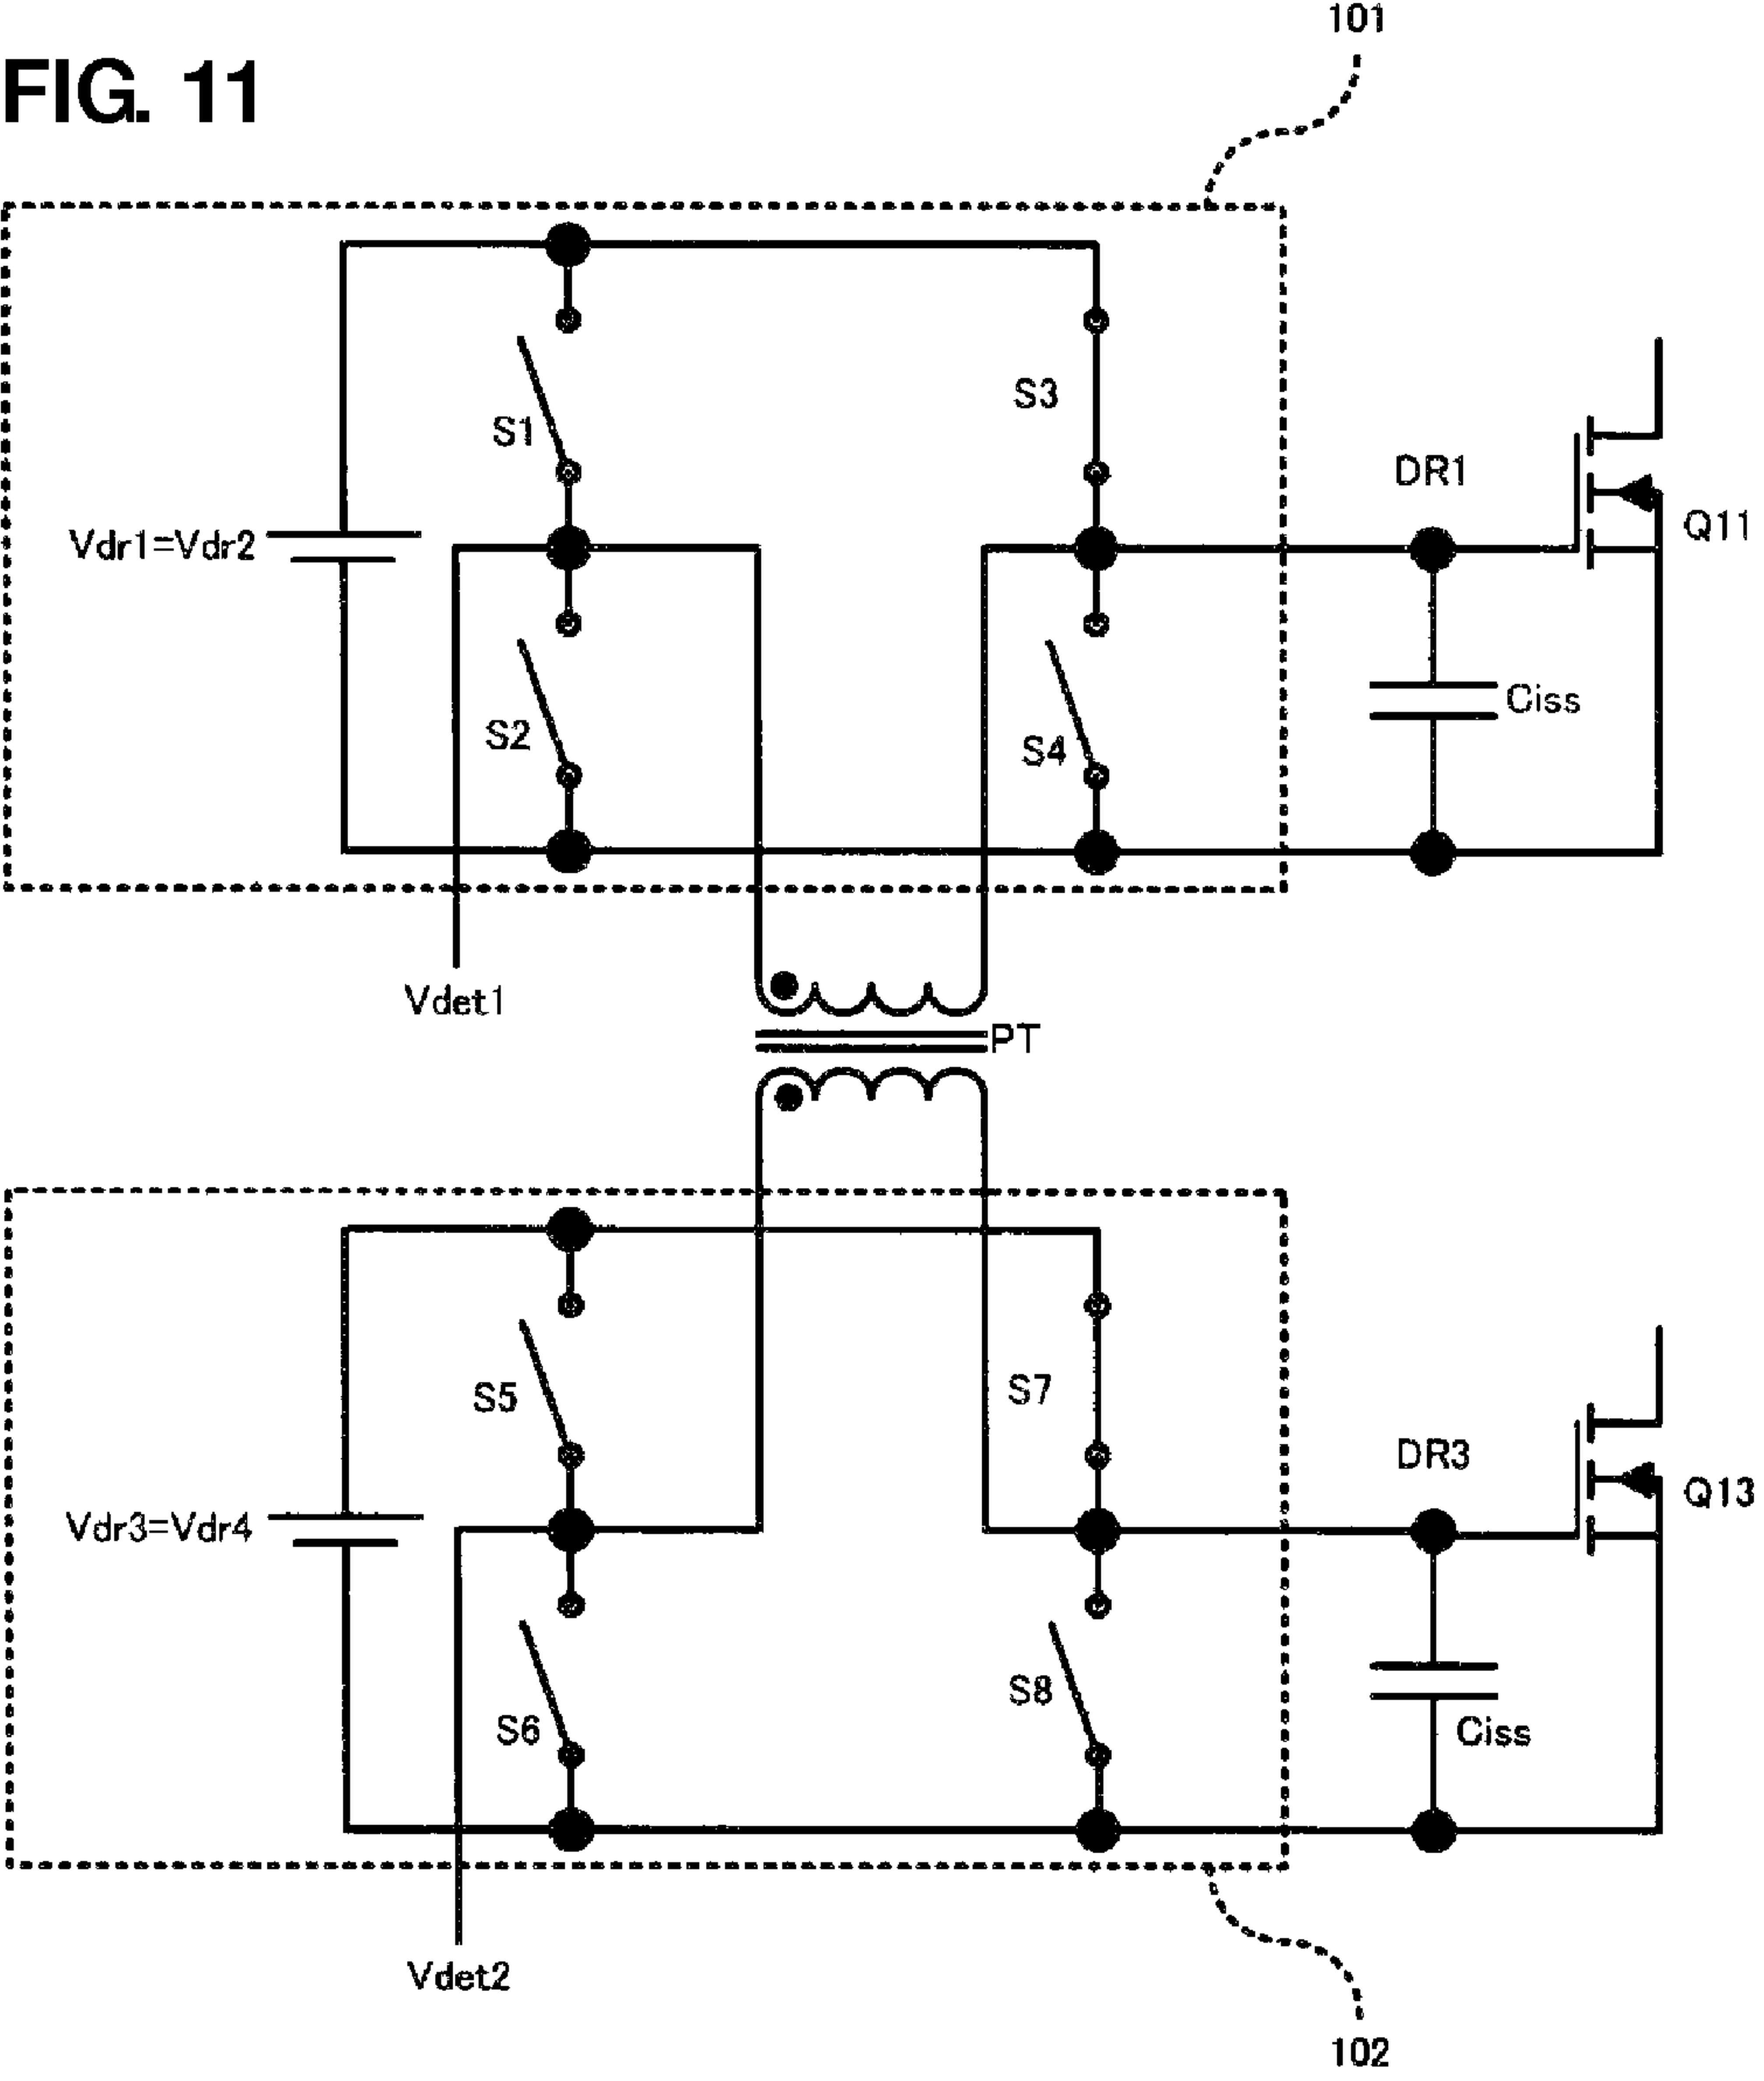 101
FIG. 11
S1
S3
DR1
Q11
Vdr1=Vdr2
S2
S4
Ciss
Vdet1
PT
S5
S7
DR3
Q13
Vdr3=Vdr4
S6
S8
Ciss
Vdet2
102